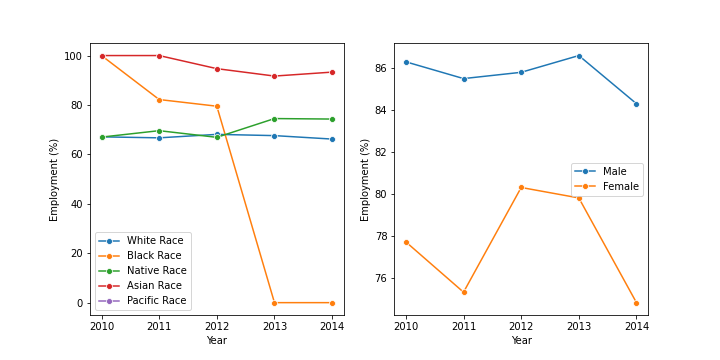 100
80
60
40
20
0
Employment (%)
White Race
Black Race
Native Race
Asian Race
Pacific Race
2010 2011 2012 2013 2014
Year
86
84
82
80
78
76
Employment (%)
Male
Female
2010 2011 2012 2013 2014
Year